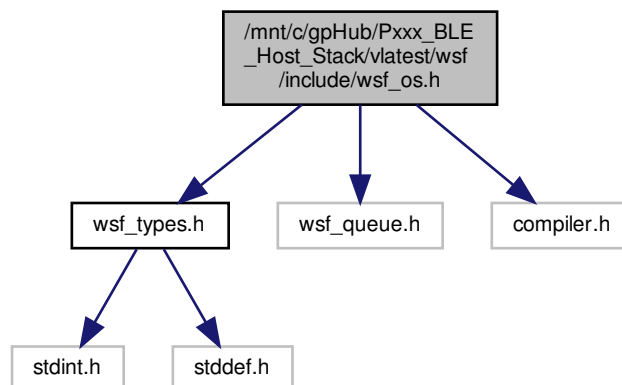 /mnt/c/gpHub/Pxxx_BLE
_Host_Stack/vlatest/wsf
/include/wsf_os.h
wsf_types.h
wsf_queue.h
compiler.h
stdint.h
stddef.h